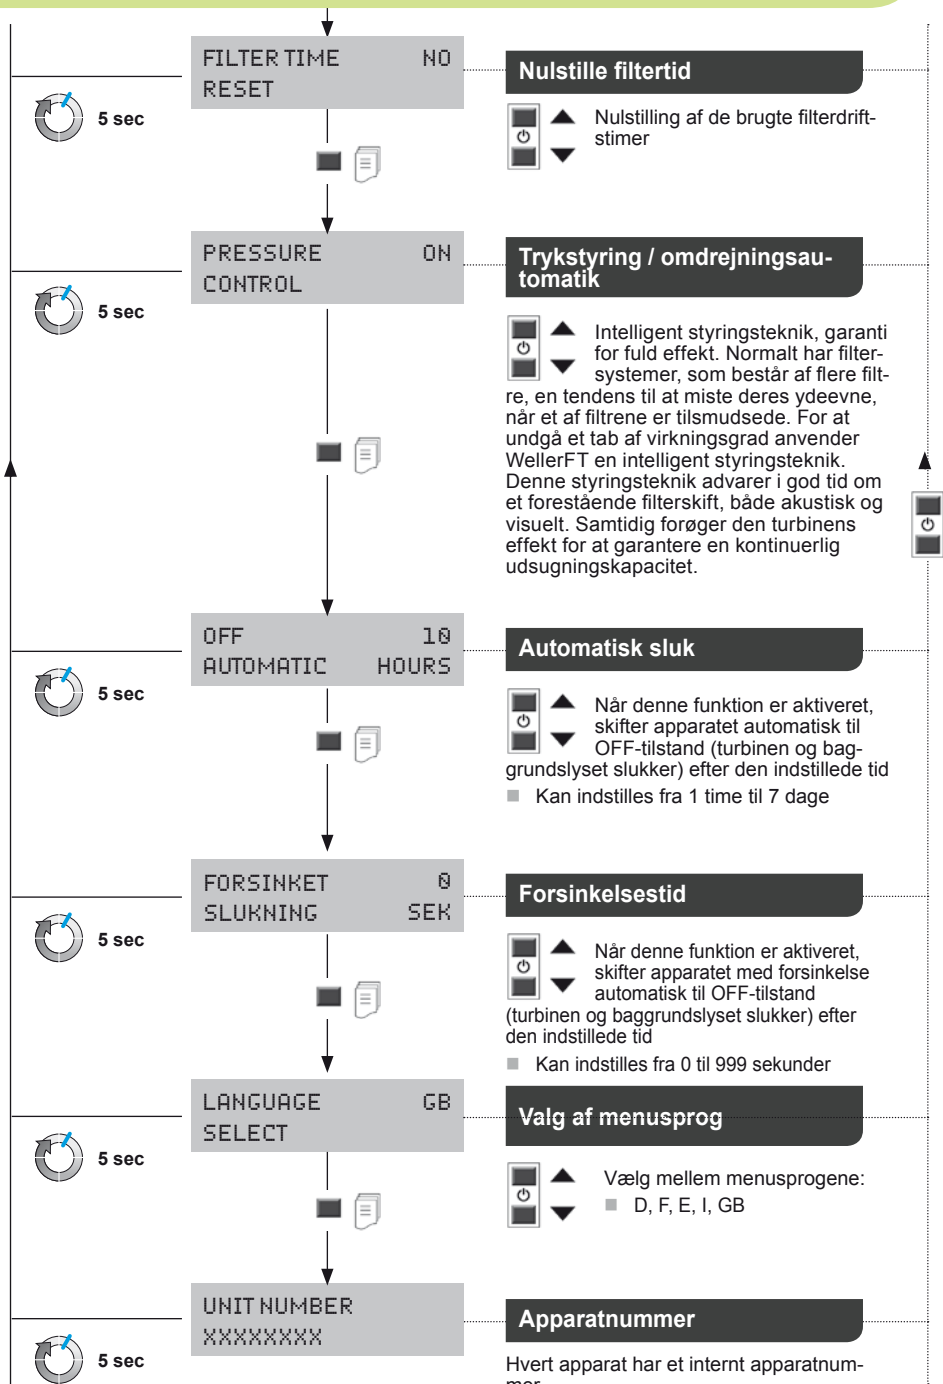 FILTER TIME NO
RESET
5 sec
Nulstille filtertid
Nulstilling af de brugte filterdrift-
stimer
PRESSURE ON
CONTROL
5 sec
Trykstyring / omdrejningsau-
tomatik
Intelligent styringsteknik, garanti
for fuld effekt. Normalt har filter-
systemer, som består af flere filt-
re, en tendens til at miste deres ydeevne,
når et af filtrene er tilsmudsede. For at
undgå et tab af virkningsgrad anvender
WellerFT en intelligent styringsteknik.
Denne styringsteknik advarer i god tid om
et forestående filterskift, både akustisk og
visuelt. Samtidig forøger den turbinens
effekt for at garantere en kontinuerlig
udsugningskapacitet.
OFF 10
AUTOMATIC HOURS
5 sec
Automatisk sluk
Når denne funktion er aktiveret,
skifter apparatet automatisk til
OFF-tilstand (turbinen og bag-
grundslyset slukker) efter den indstillede tid
Kan indstilles fra 1 time til 7 dage
FORSINKET 0
SLUKNING SEK
5 sec
Forsinkelsestid
Når denne funktion er aktiveret,
skifter apparatet med forsinkelse
automatisk til OFF-tilstand
(turbinen og baggrundslyset slukker) efter
den indstillede tid
Kan indstilles fra 0 til 999 sekunder
LANGUAGE GB
SELECT
5 sec
Valg af menusprog
Vælg mellem menusprogene:
D, F, E, I, GB
UNIT NUMBER
XXXXXXXX
5 sec
Apparatnummer
Hvert apparat har et internt apparatnum-